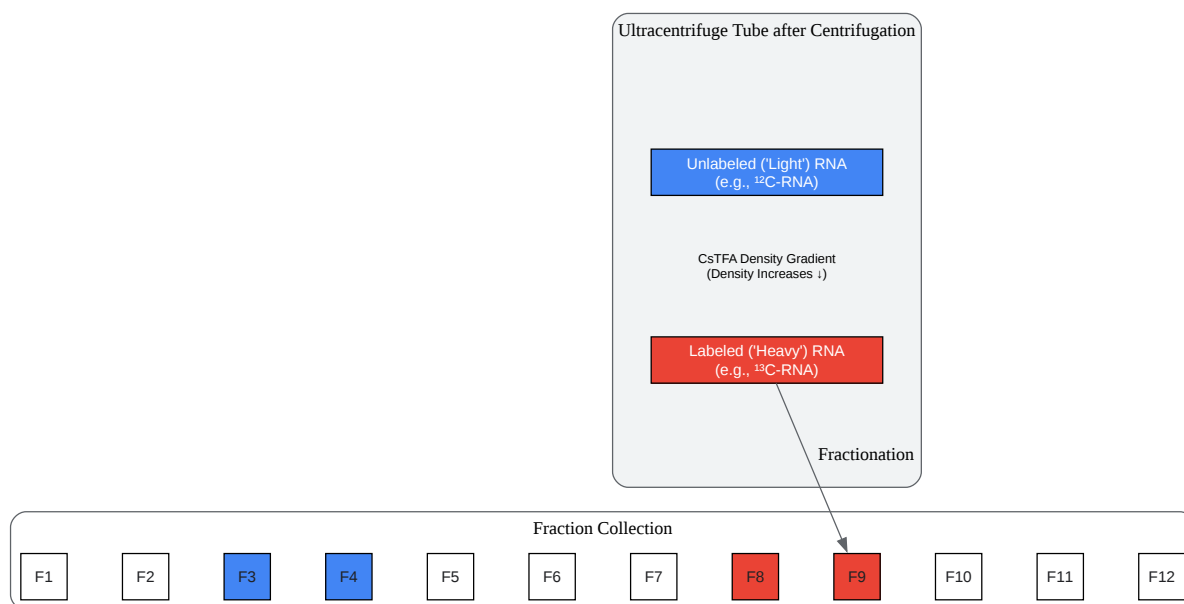 Ultracentrifuge Tube after Centrifugation
Unlabeled ('Light') RNA
(e.g., ¹²C-RNA)
CsTFA Density Gradient
(Density Increases ↓)
Labeled ('Heavy') RNA
(e.g., ¹³C-RNA)
Fractionation
Fraction Collection
F1 F2 F3 F4 F5 F6 F7 F8 F9 F10 F11 F12